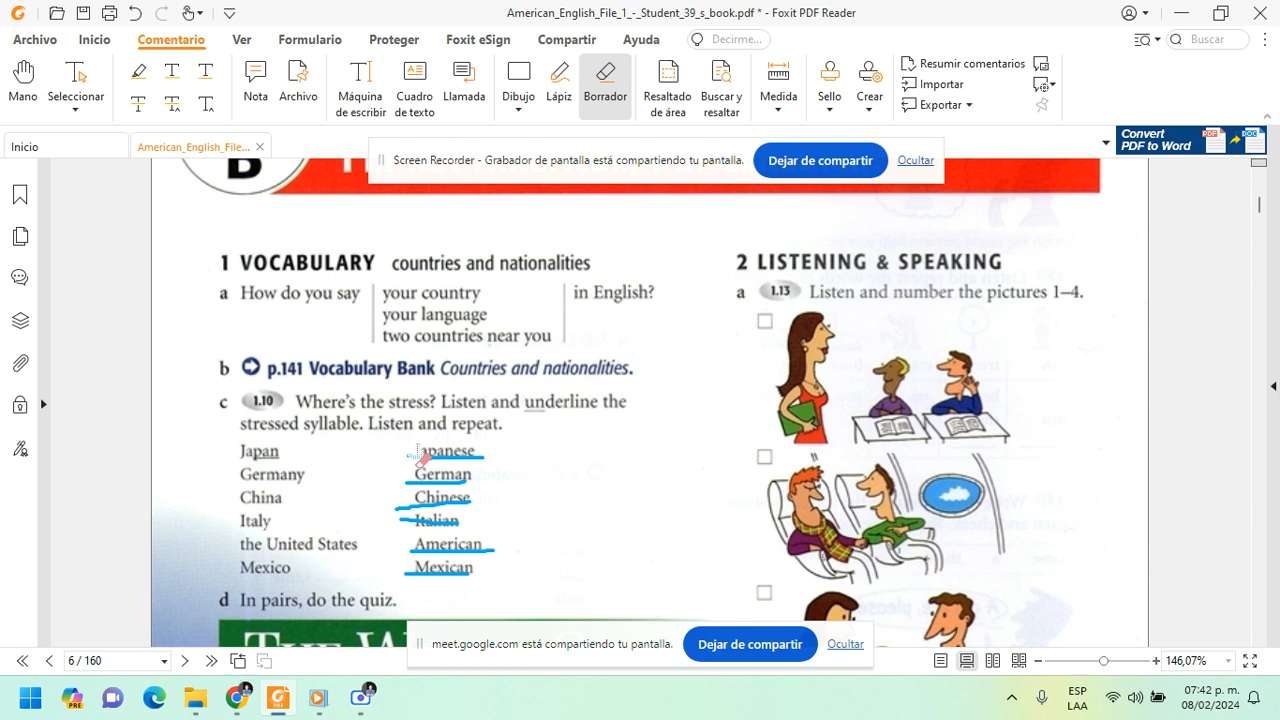 American_English_File_1_-_Student_39_s_book.pdf * - Foxit PDF Reader
Archivo Inicio Comentario Ver Formulario Proteger Foxit eSign Compartir Ayuda Decirme... Buscar
Mano Seleccionar Nota Archivo Máquina de escribir Cuadro de texto Llamada Dibujo Lápiz Borrador Resaltado de área Buscar y resaltar Medida Sello Crear
Resumir comentarios
Importar
Exportar
Inicio American_English_File...
Convert
PDF to Word
PDF DOC
Screen Recorder - Grabador de pantalla está compartiendo tu pantalla. Dejar de compartir Ocultar
B
1 VOCABULARY countries and nationalities
a How do you say your country in English?
your language
two countries near you
b p.141 Vocabulary Bank Countries and nationalities.
c 1.10 Where's the stress? Listen and underline the
stressed syllable. Listen and repeat.
Japan Japanese
Germany German
China Chinese
Italy Italian
the United States American
Mexico Mexican
d In pairs, do the quiz.
2 LISTENING & SPEAKING
a 1.13 Listen and number the pictures 1–4.
meet.google.com está compartiendo tu pantalla. Dejar de compartir Ocultar
6 / 160
146,07%
PRE
ESP
LAA
07:42 p. m.
08/02/2024